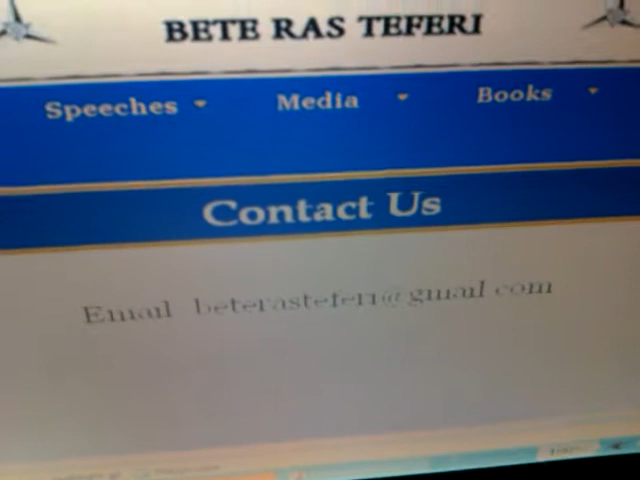 BETE RAS TEFERI
Speeches Media Books
Contact Us
Email beterasteferi@gmail.com